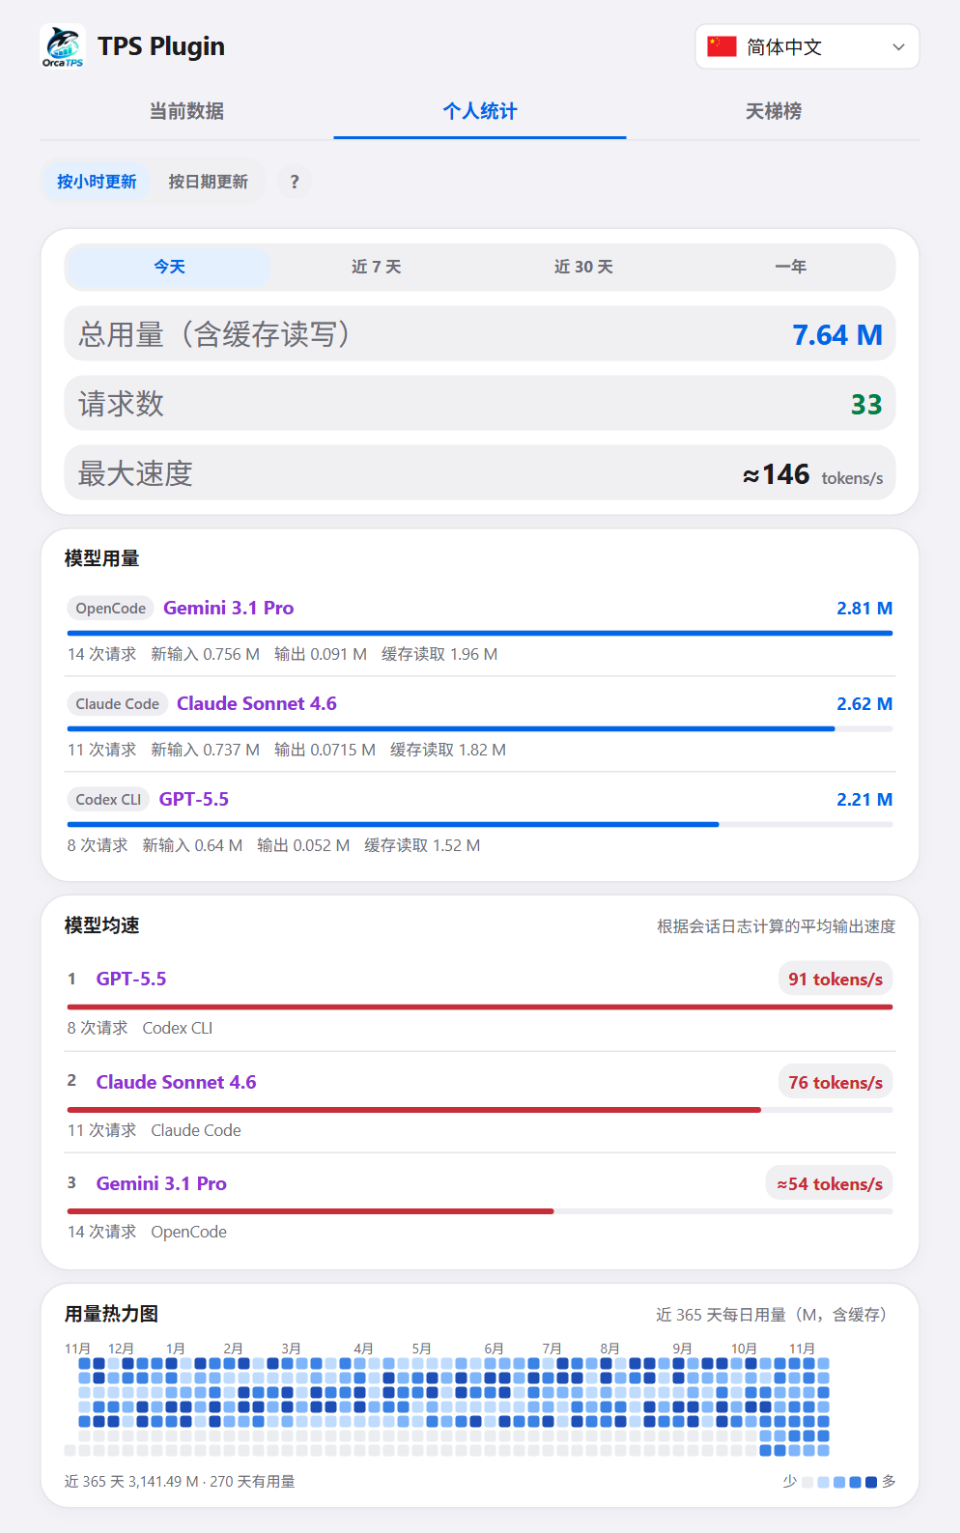 OrcaTPS
TPS Plugin
简体中文
当前数据
个人统计
天梯榜
按小时更新
按日期更新
?
今天
近 7 天
近 30 天
一年
总用量（含缓存读写）
7.64 M
请求数
33
最大速度
≈146 tokens/s
模型用量
OpenCode Gemini 3.1 Pro 2.81 M
14 次请求 新输入 0.756 M 输出 0.091 M 缓存读取 1.96 M
Claude Code Claude Sonnet 4.6 2.62 M
11 次请求 新输入 0.737 M 输出 0.0715 M 缓存读取 1.82 M
Codex CLI GPT-5.5 2.21 M
8 次请求 新输入 0.64 M 输出 0.052 M 缓存读取 1.52 M
模型均速 根据会话日志计算的平均输出速度
1 GPT-5.5 91 tokens/s
8 次请求 Codex CLI
2 Claude Sonnet 4.6 76 tokens/s
11 次请求 Claude Code
3 Gemini 3.1 Pro ≈54 tokens/s
14 次请求 OpenCode
用量热力图 近 365 天每日用量（M，含缓存）
11月 12月 1月 2月 3月 4月 5月 6月 7月 8月 9月 10月 11月
近 365 天 3,141.49 M · 270 天有用量 少 多